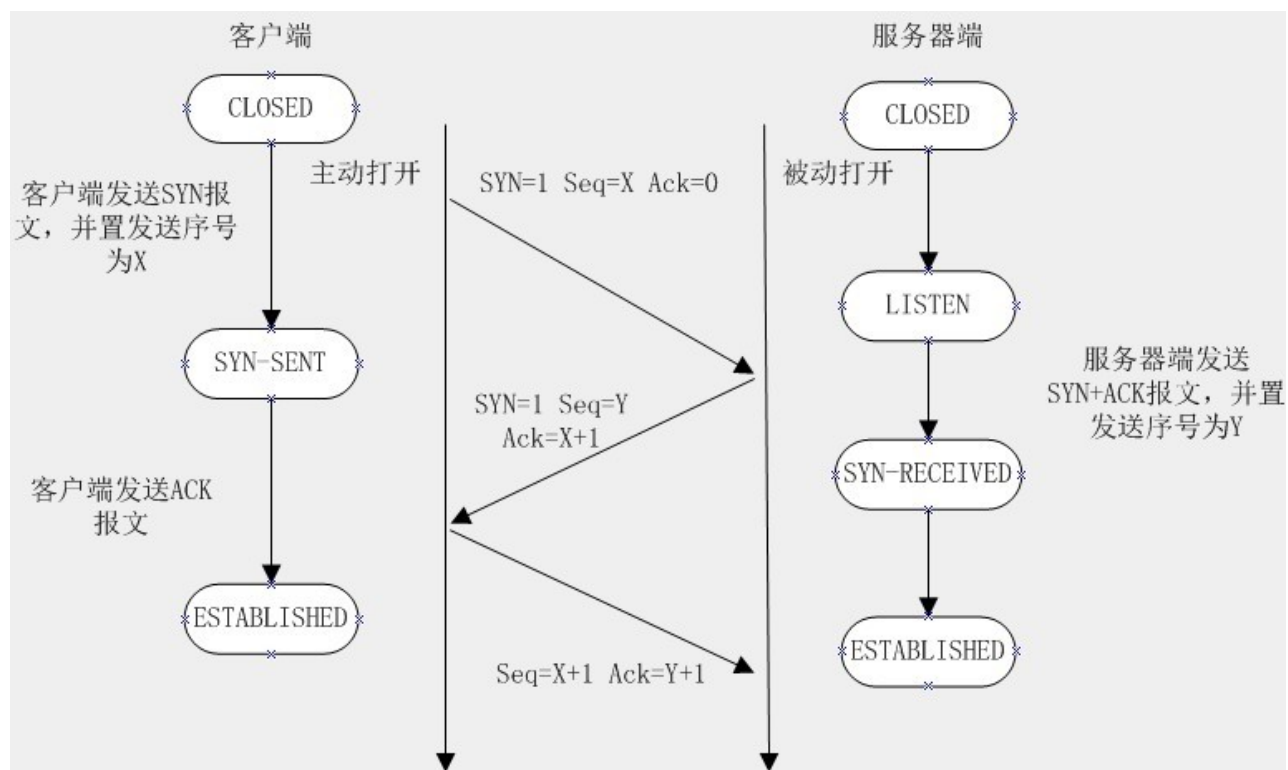 客户端
服务器端
CLOSED
CLOSED
主动打开
被动打开
SYN=1 Seq=X Ack=0
客户端发送SYN报
文，并置发送序号
为X
LISTEN
SYN-SENT
服务器端发送
SYN+ACK报文，并置
发送序号为Y
SYN=1 Seq=Y
Ack=X+1
SYN-RECEIVED
客户端发送ACK
报文
ESTABLISHED
ESTABLISHED
Seq=X+1 Ack=Y+1